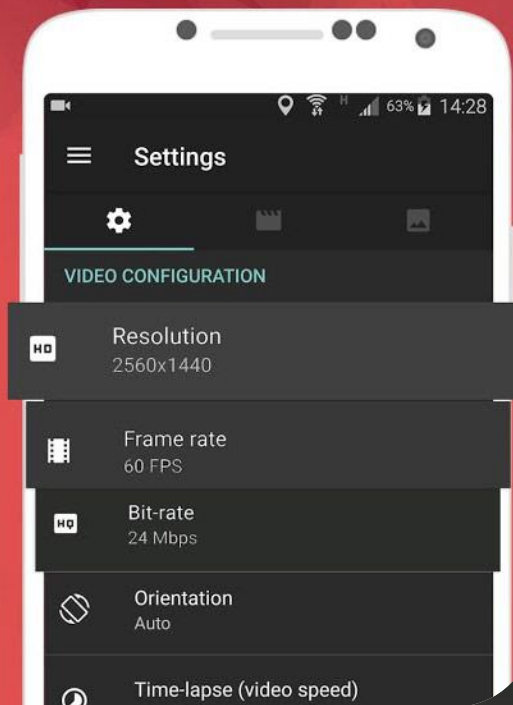 H 63% 14:28
Settings
VIDEO CONFIGURATION
HD
Resolution
2560x1440
Frame rate
60 FPS
HQ
Bit-rate
24 Mbps
Orientation
Auto
Time-lapse (video speed)